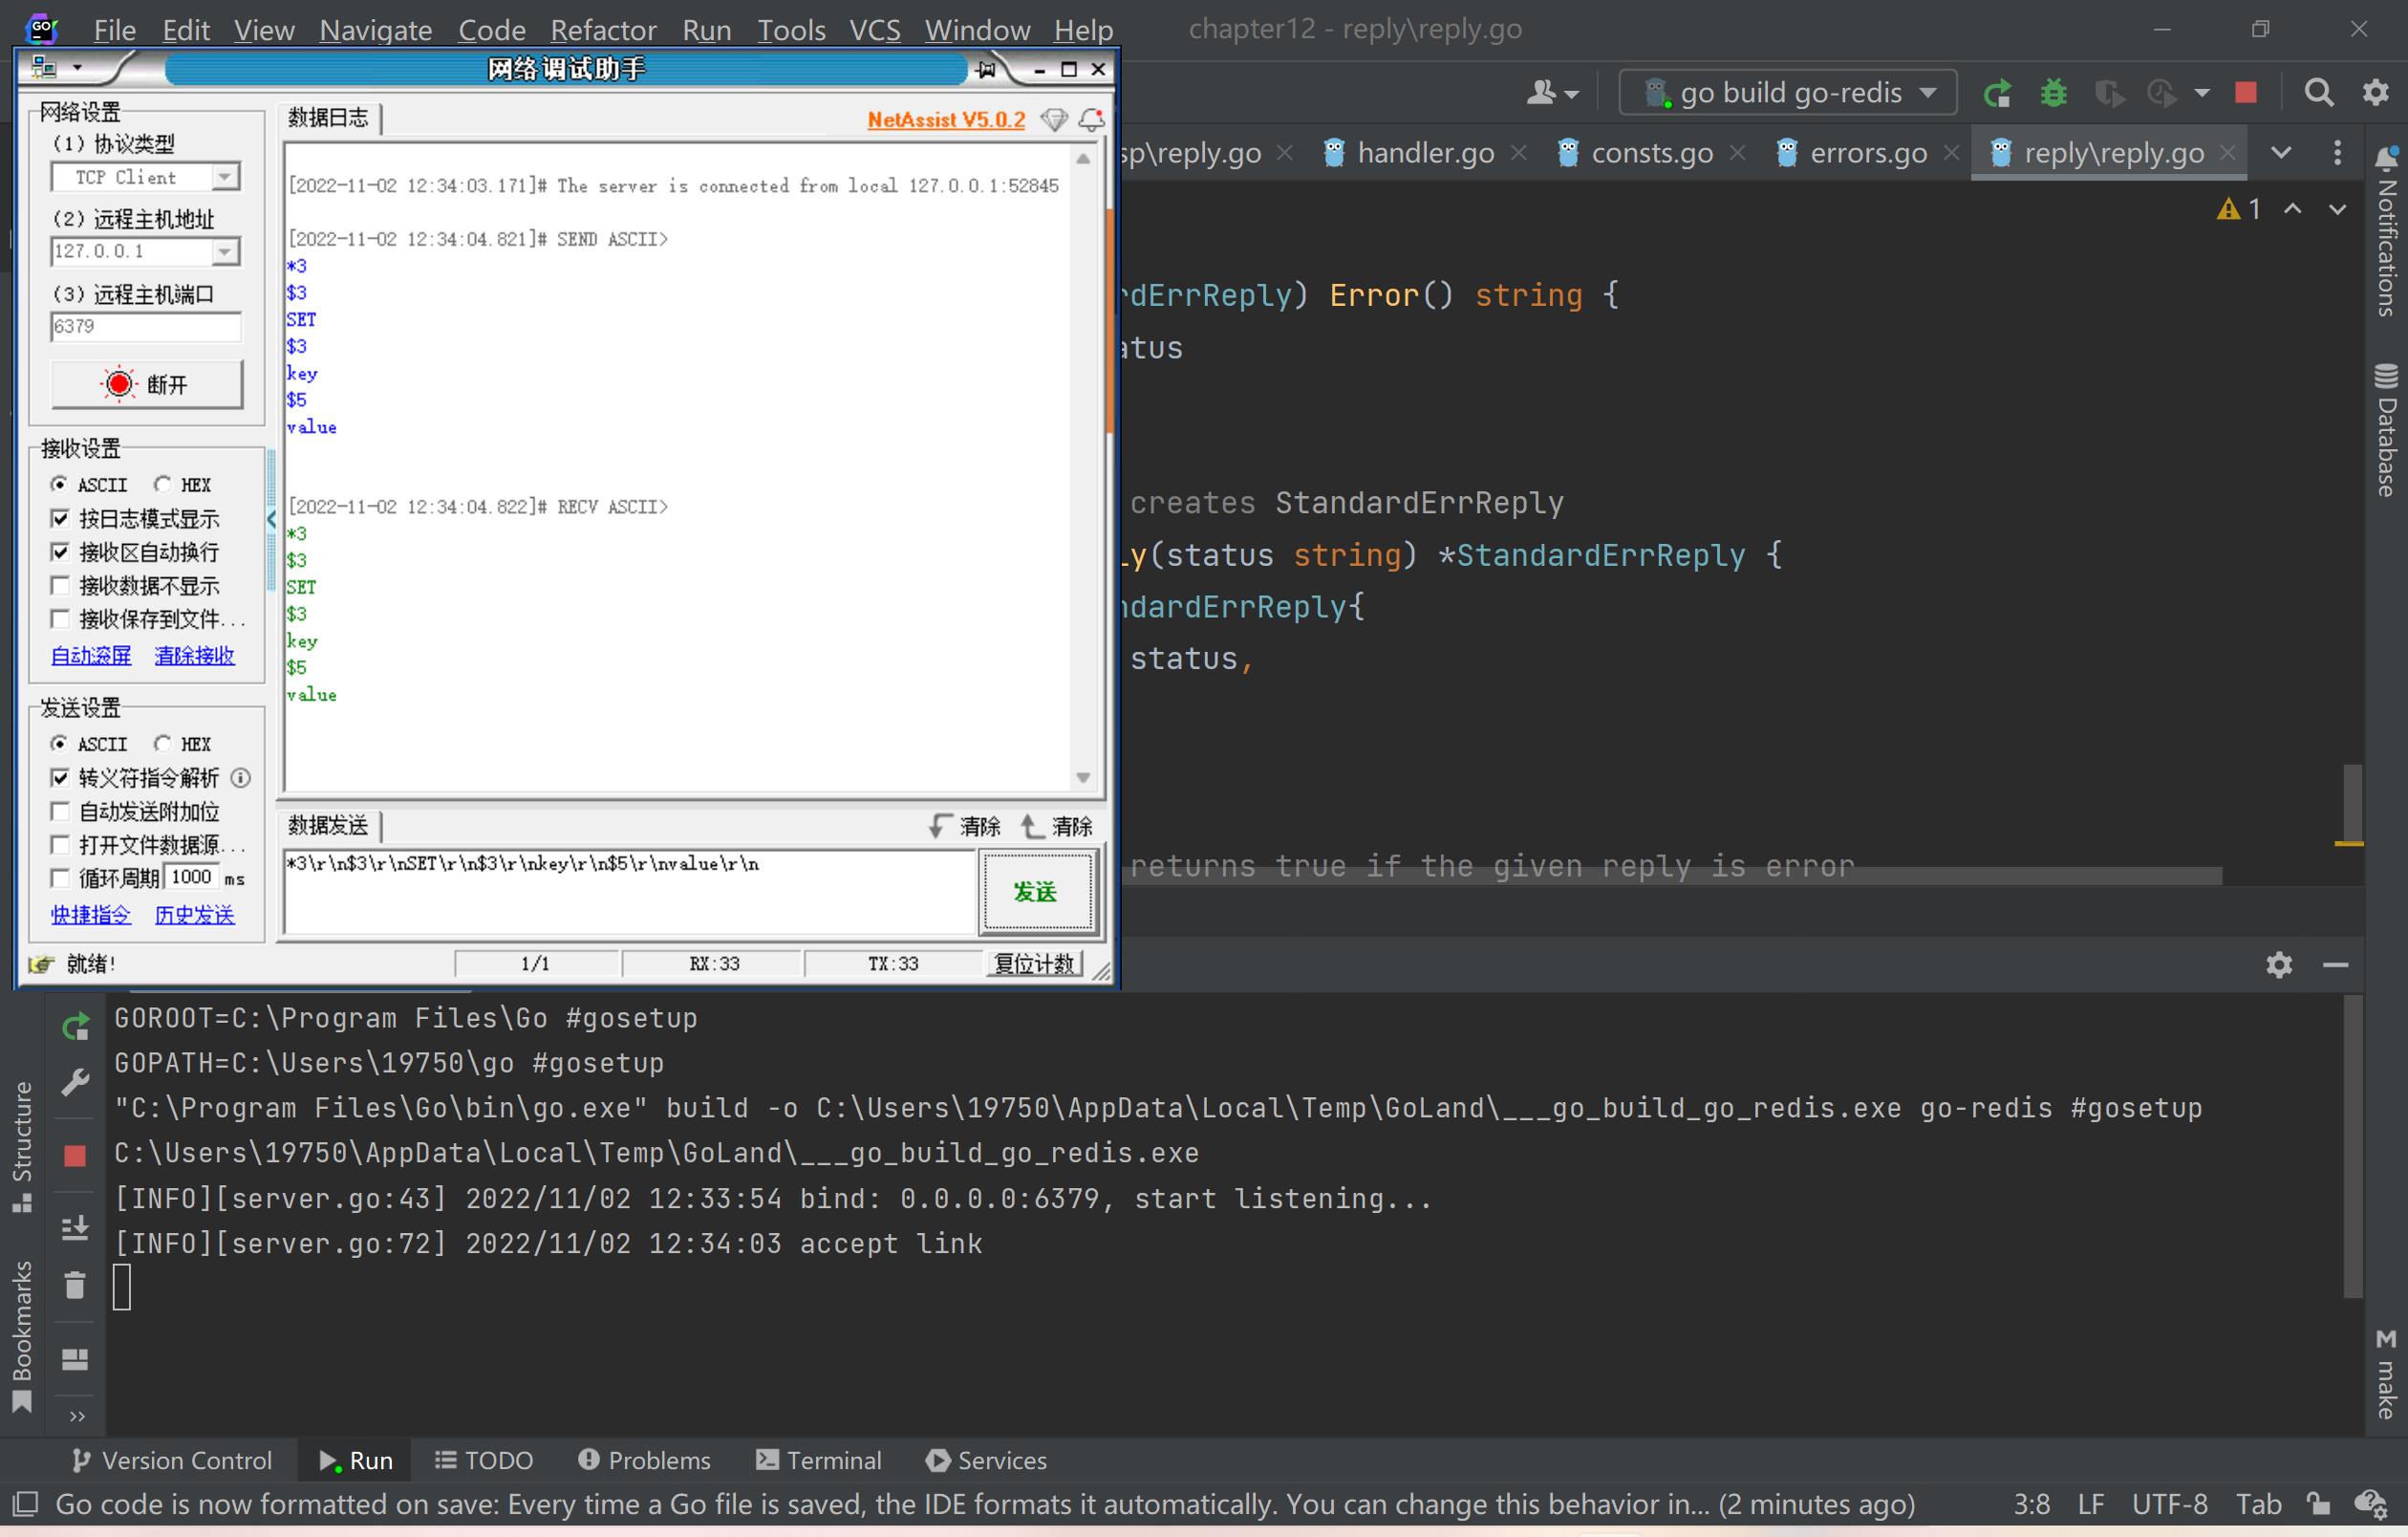 GO
File Edit View Navigate Code Refactor Run Tools VCS Window Help
chapter12 - reply\reply.go
网络调试助手
go build go-redis
sp\reply.go
handler.go
consts.go
errors.go
reply\reply.go
1
网络设置
(1) 协议类型
TCP Client
(2) 远程主机地址
127.0.0.1
(3) 远程主机端口
6379
断开
接收设置
ASCII HEX
按日志模式显示
接收区自动换行
接收数据不显示
接收保存到文件...
自动滚屏 清除接收
发送设置
ASCII HEX
转义符指令解析
自动发送附加位
打开文件数据源...
循环周期 1000 ms
快捷指令 历史发送
数据日志
NetAssist V5.0.2
[2022-11-02 12:34:03.171]# The server is connected from local 127.0.0.1:52845
[2022-11-02 12:34:04.821]# SEND ASCII>
*3
$3
SET
$3
key
$5
value
[2022-11-02 12:34:04.822]# RECV ASCII>
*3
$3
SET
$3
key
$5
value
数据发送
清除 清除
*3\r\n$3\r\nSET\r\n$3\r\nkey\r\n$5\r\nvalue\r\n
发送
就绪!
1/1
RX:33
TX:33
复位计数
rdErrReply) Error() string {
atus
creates StandardErrReply
ly(status string) *StandardErrReply {
ndardErrReply{
status,
returns true if the given reply is error
Notifications
Database
make
GOROOT=C:\Program Files\Go #gosetup
GOPATH=C:\Users\19750\go #gosetup
"C:\Program Files\Go\bin\go.exe" build -o C:\Users\19750\AppData\Local\Temp\GoLand\___go_build_go_redis.exe go-redis #gosetup
C:\Users\19750\AppData\Local\Temp\GoLand\___go_build_go_redis.exe
[INFO][server.go:43] 2022/11/02 12:33:54 bind: 0.0.0.0:6379, start listening...
[INFO][server.go:72] 2022/11/02 12:34:03 accept link
Structure
Bookmarks
Version Control Run TODO Problems Terminal Services
Go code is now formatted on save: Every time a Go file is saved, the IDE formats it automatically. You can change this behavior in... (2 minutes ago)
3:8 LF UTF-8 Tab